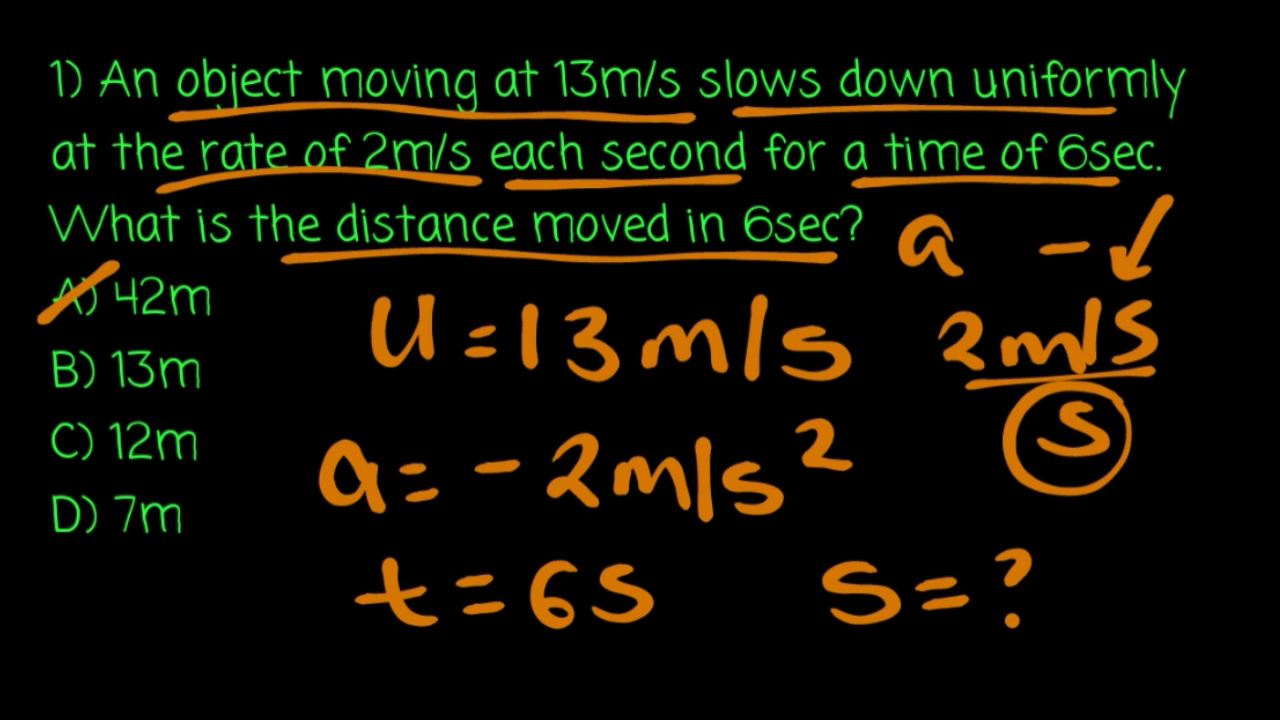 1) An object moving at 13m/s slows down uniformly
at the rate of 2m/s each second for a time of 6sec.
What is the distance moved in 6sec?
a -
A) 42m
u = 13m/s
2m/s
B) 13m
s
C) 12m
a = - 2m/s²
D) 7m
t = 6s
s = ?